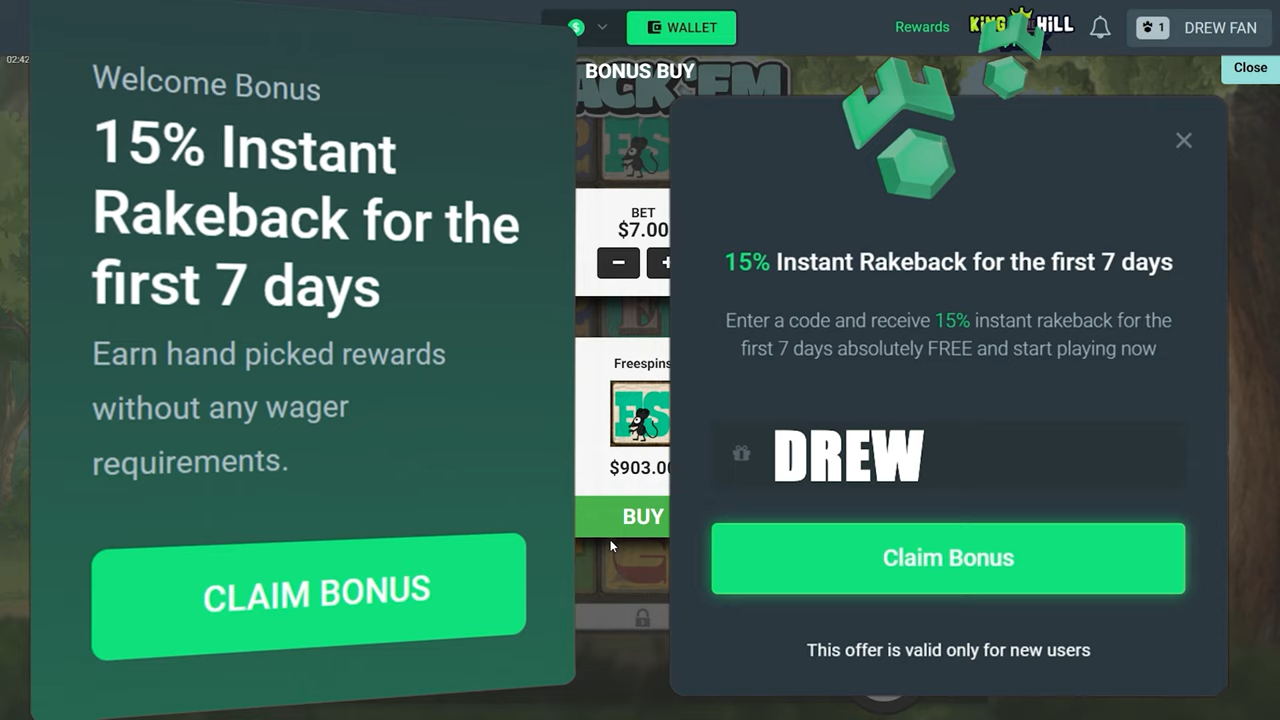 WALLET
Rewards
KING HILL
1
DREW FAN
02:42
BONUS BUY
Close
Welcome Bonus
15% Instant
Rakeback for the
first 7 days
Earn hand picked rewards
without any wager
requirements.
CLAIM BONUS
ACK'EM
ES
BET
$7.00
Freespins
ES
$903.00
BUY
15% Instant Rakeback for the first 7 days
Enter a code and receive 15% instant rakeback for the
first 7 days absolutely FREE and start playing now
DREW
Claim Bonus
This offer is valid only for new users